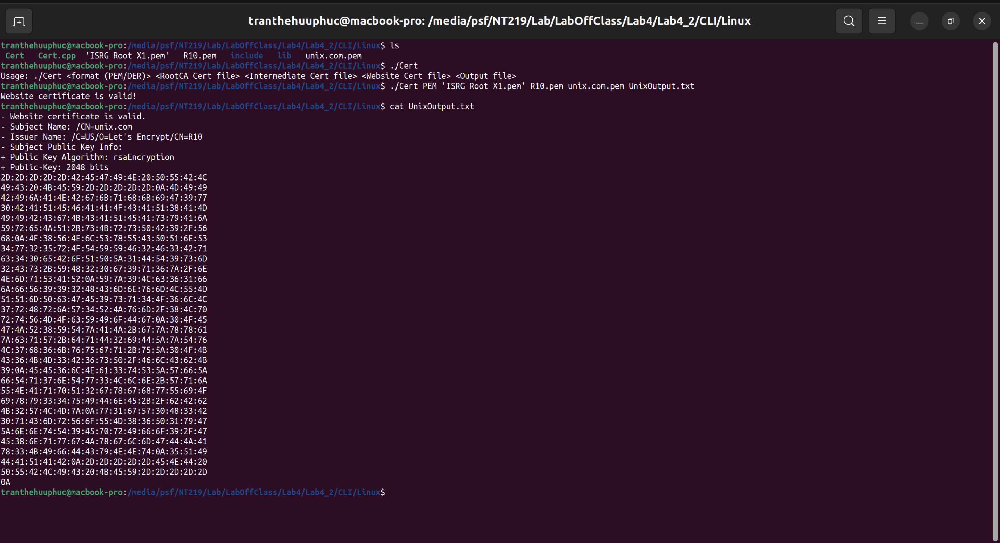 tranthehuuphuc@macbook-pro: /media/psf/NT219/Lab/LabOffClass/Lab4/Lab4_2/CLI/Linux
tranthehuuphuc@macbook-pro:/media/psf/NT219/Lab/LabOffClass/Lab4/Lab4_2/CLI/Linux$ ls
Cert   Cert.cpp  'ISRG Root X1.pem'   R10.pem   include   lib   unix.com.pem
tranthehuuphuc@macbook-pro:/media/psf/NT219/Lab/LabOffClass/Lab4/Lab4_2/CLI/Linux$ ./Cert
Usage: ./Cert <format (PEM/DER)> <RootCA Cert file> <Intermediate Cert file> <Website Cert file> <Output file>
tranthehuuphuc@macbook-pro:/media/psf/NT219/Lab/LabOffClass/Lab4/Lab4_2/CLI/Linux$ ./Cert PEM 'ISRG Root X1.pem' R10.pem unix.com.pem UnixOutput.txt
Website certificate is valid!
tranthehuuphuc@macbook-pro:/media/psf/NT219/Lab/LabOffClass/Lab4/Lab4_2/CLI/Linux$ cat UnixOutput.txt
- Website certificate is valid.
- Subject Name: /CN=unix.com
- Issuer Name: /C=US/O=Let's Encrypt/CN=R10
- Subject Public Key Info:
+ Public Key Algorithm: rsaEncryption
+ Public-Key: 2048 bits
2D:2D:2D:2D:2D:42:45:47:49:4E:20:50:55:42:4C
49:43:20:4B:45:59:2D:2D:2D:2D:2D:0A:4D:49:49
42:49:6A:41:4E:42:67:6B:71:68:6B:69:47:39:77
30:42:41:51:45:46:41:41:4F:43:41:51:38:41:4D
49:49:42:43:67:4B:43:41:51:45:41:73:79:41:6A
59:72:65:4A:51:2B:73:4B:72:73:50:42:39:2F:56
68:0A:4F:38:56:4E:6C:53:78:55:43:50:51:6E:53
34:77:32:35:72:4F:54:59:59:46:32:46:33:42:71
63:34:30:65:42:6F:51:50:5A:31:44:54:39:73:6D
32:43:73:2B:59:48:32:30:67:39:71:36:7A:2F:6E
4E:6D:71:53:41:52:0A:59:7A:39:4C:63:36:31:66
6A:66:56:39:39:32:48:43:6D:6E:76:6D:4C:55:4D
51:51:6D:50:63:47:45:39:73:71:34:4F:36:6C:4C
37:72:48:72:6A:57:34:52:4A:76:6D:2F:38:4C:70
72:74:56:4D:4F:63:59:49:6F:44:67:0A:30:4F:45
47:4A:52:38:59:54:7A:41:4A:2B:67:7A:78:78:61
7A:63:71:57:2B:64:71:44:32:69:44:5A:7A:54:76
4C:37:68:36:6B:76:75:67:71:2B:75:5A:30:4F:4B
43:36:4B:4D:33:42:36:73:50:2F:46:6C:43:62:4B
39:0A:45:45:36:6C:4E:61:33:74:53:5A:57:66:5A
66:54:71:37:6E:54:77:33:4C:6C:6E:2B:57:71:6A
55:4E:41:71:70:51:32:67:78:67:68:77:55:69:4F
69:78:79:33:34:75:49:44:6E:45:2B:2F:62:42:62
4B:32:57:4C:4D:7A:0A:77:31:67:57:30:48:33:42
30:71:43:6D:72:56:6F:55:4D:38:36:50:31:79:47
5A:6E:6E:74:54:39:45:70:72:49:66:6F:39:2F:47
45:38:6E:71:77:67:4A:78:67:6C:6D:47:44:4A:41
78:33:4B:49:66:44:43:79:4E:4E:74:0A:35:51:49
44:41:51:41:42:0A:2D:2D:2D:2D:2D:45:4E:44:20
50:55:42:4C:49:43:20:4B:45:59:2D:2D:2D:2D:2D
0A
tranthehuuphuc@macbook-pro:/media/psf/NT219/Lab/LabOffClass/Lab4/Lab4_2/CLI/Linux$